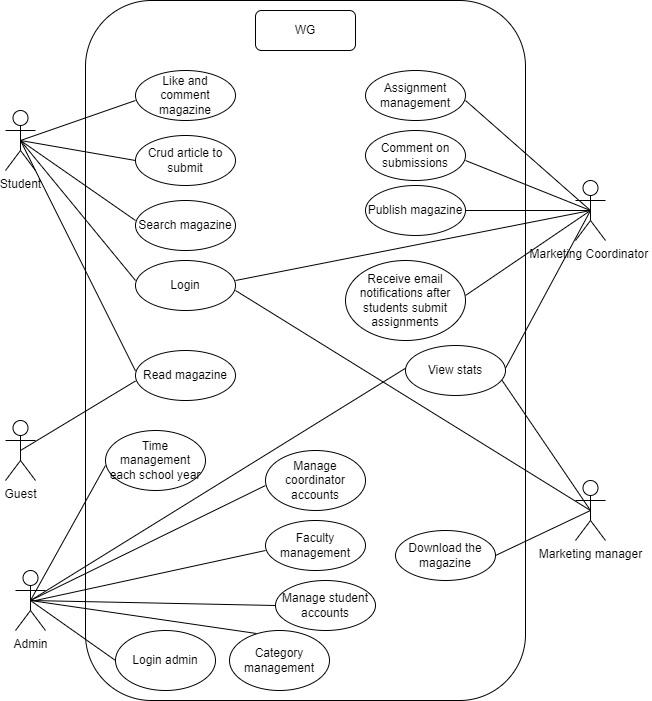 WG
Like and
comment
magazine
Assignment
management
Student
Crud article to
submit
Comment on
submissions
Search magazine
Publish magazine
Marketing Coordinator
Login
Receive email
notifications after
students submit
assignments
Read magazine
View stats
Guest
Time
management
each school year
Manage
coordinator
accounts
Faculty
management
Download the
magazine
Marketing manager
Manage student
accounts
Admin
Login admin
Category
management